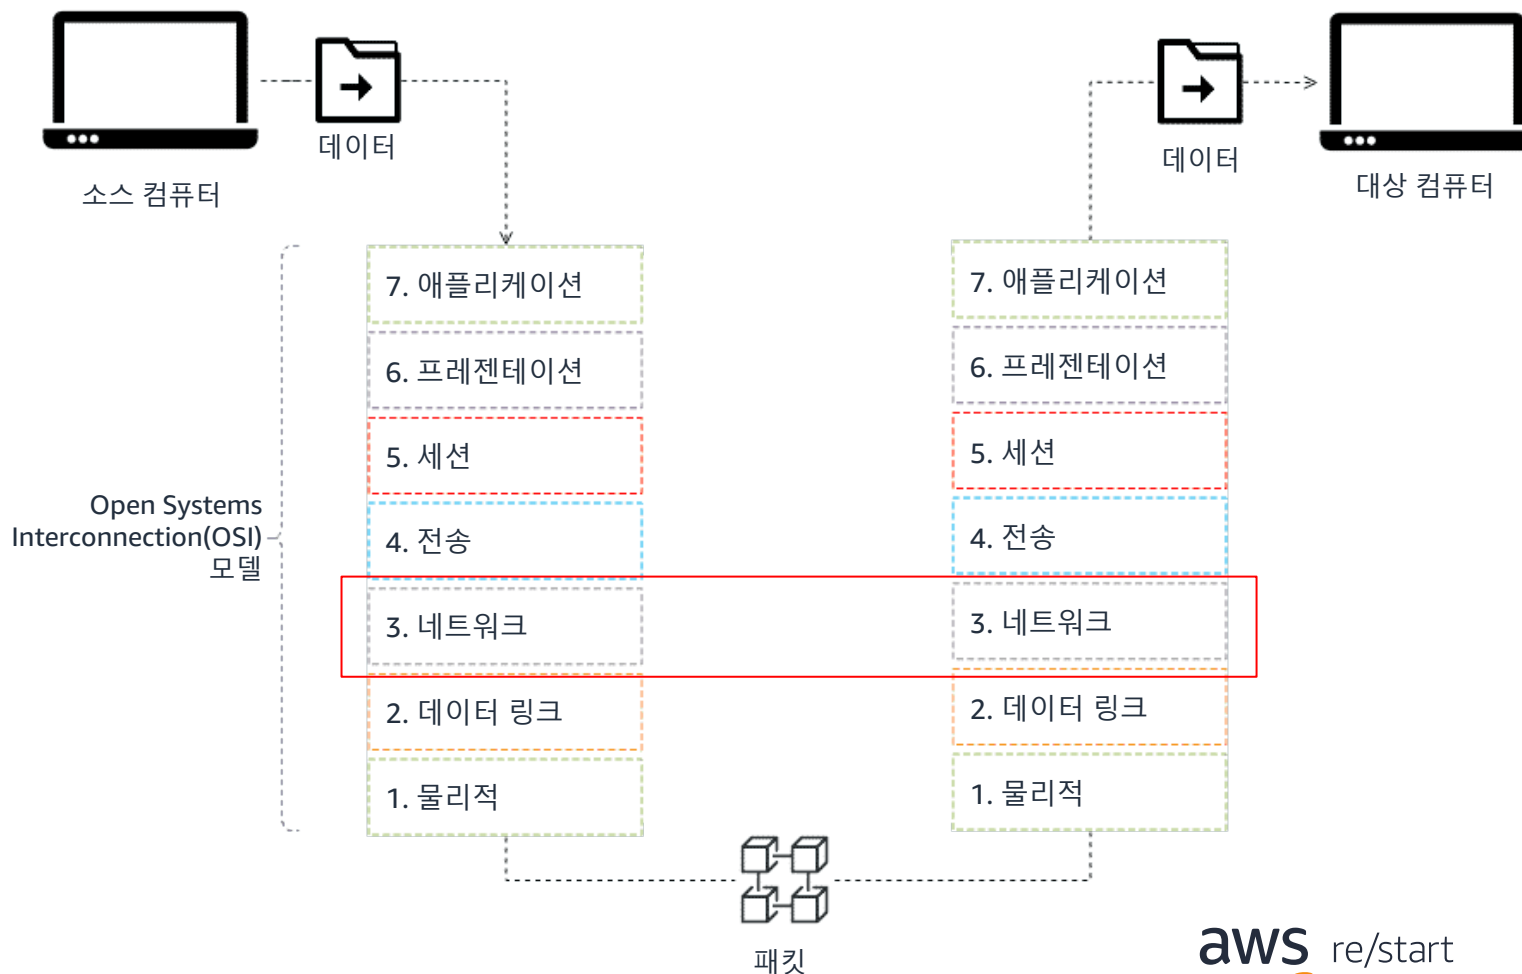 데이터
소스 컴퓨터
데이터
대상 컴퓨터
Open Systems
Interconnection(OSI)
모델
7. 애플리케이션
6. 프레젠테이션
5. 세션
4. 전송
3. 네트워크
2. 데이터 링크
1. 물리적
7. 애플리케이션
6. 프레젠테이션
5. 세션
4. 전송
3. 네트워크
2. 데이터 링크
1. 물리적
패킷
aws re/start